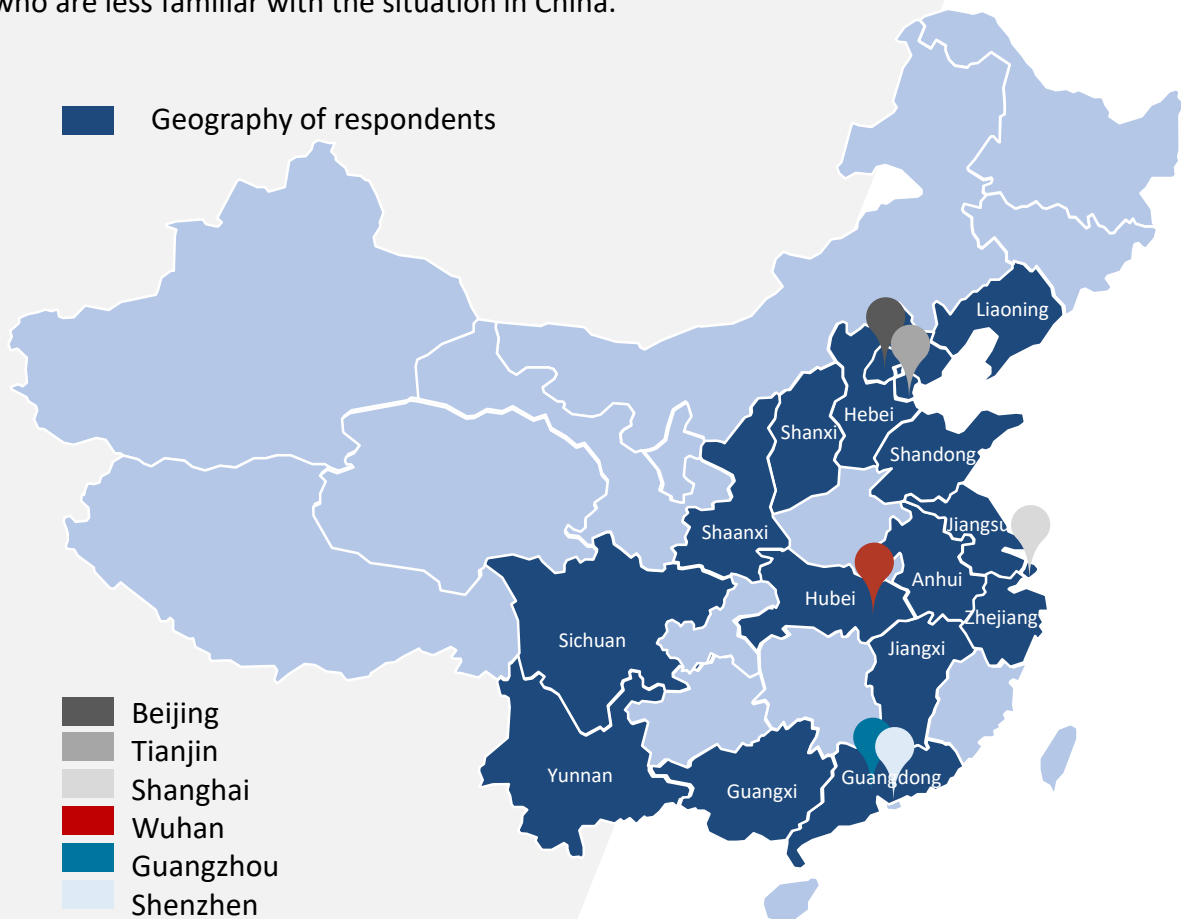 who are less familiar with the situation in China.
Geography of respondents
Liaoning
Hebei
Shanxi
Shandong
Jiangsu
Shaanxi
Anhui
Hubei
Zhejiang
Sichuan
Jiangxi
Yunnan
Guangdong
Guangxi
Beijing
Tianjin
Shanghai
Wuhan
Guangzhou
Shenzhen